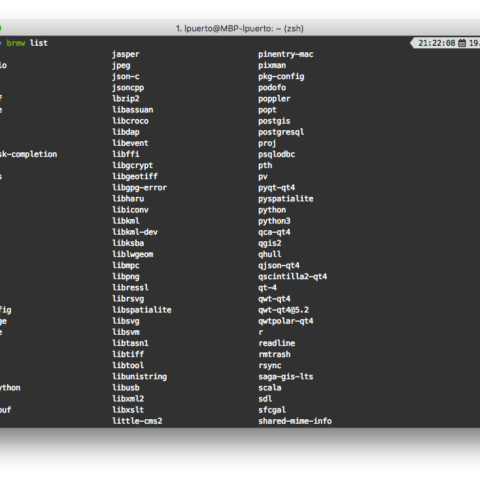 1. lpuerto@MBP-lpuerto: ~ (zsh)
brew list 21:22:08 19.
jasper pinentry-mac
lo jpeg pixman
json-c pkg-config
jsoncpp podofo
f lbzip2 poppler
e libassuan popt
libcroco postgis
libdap postgresql
libevent proj
sk-completion libffi psqlodbc
libgcrypt pth
s libgeotiff pv
libgpg-error pyqt-qt4
libharu pyspatialite
libiconv python
libkml python3
libkml-dev qca-qt4
libksba qgis2
liblwgeom qhull
libmpc qjson-qt4
libpng qscintilla2-qt4
libressl qt-4
librsvg qwt-qt4
fig libspatialite qwt-qt4@5.2
ge libsvg qwtpolar-qt4
e libsvm r
libtasn1 readline
libtiff rmtrash
libtool rsync
libunistring saga-gis-lts
ython libusb scala
libxml2 sdl
buf libxslt sfcgal
little-cms2 shared-mime-info